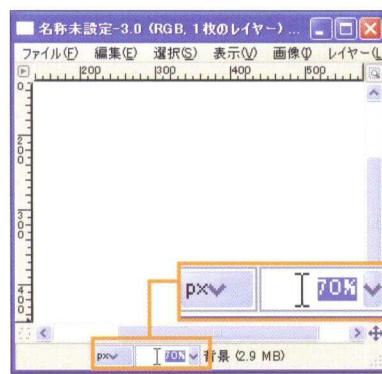 名称未設定-3.0 (RGB, 1枚のレイヤー) ...
ファイル(F) 編集(E) 選択(S) 表示(V) 画像(I) レイヤー(L
200 300 400 500
0
200
300
400
px 70%
px 70% 背景 (2.9 MB)